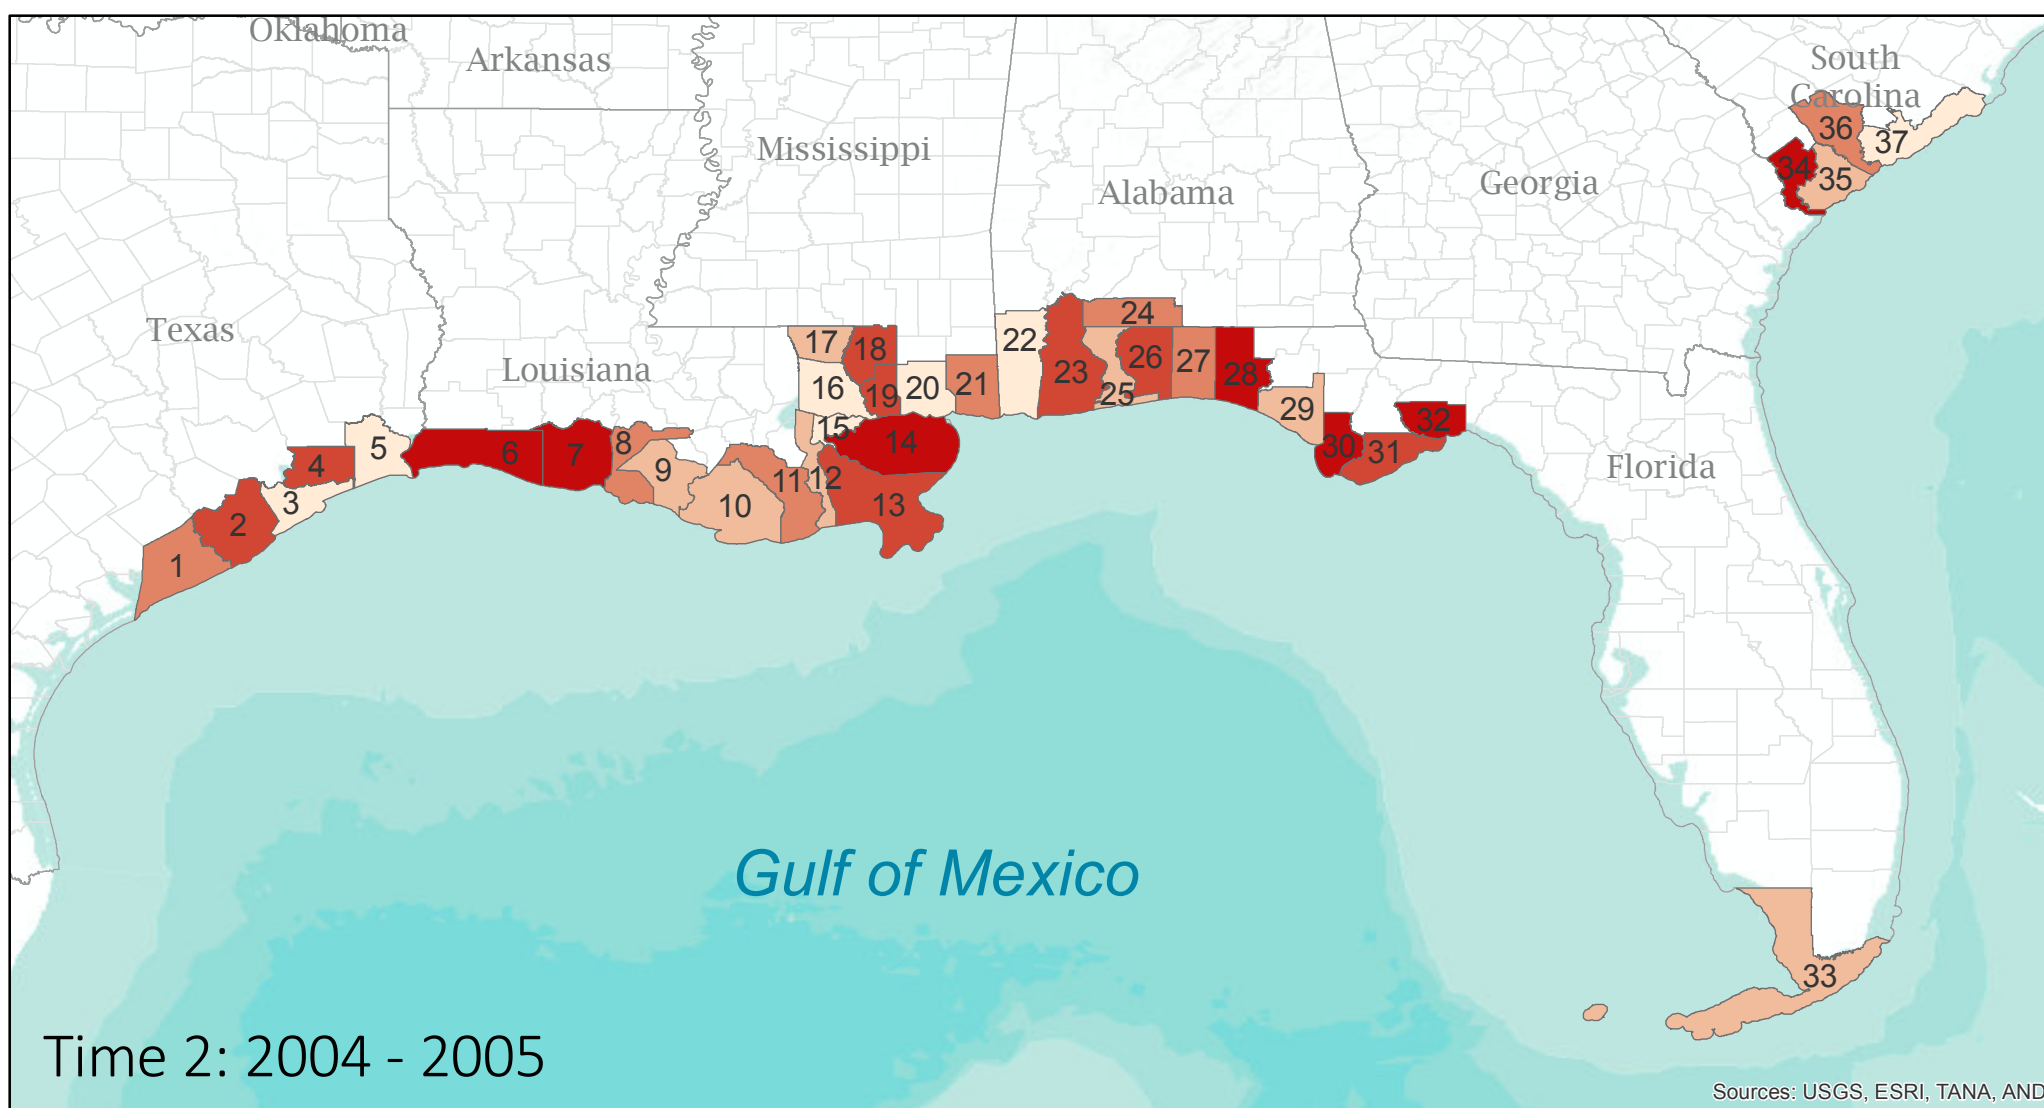 Oklahoma
Arkansas
South
Carolina
36
37
Mississippi
34
35
Alabama
Georgia
Texas
Louisiana
17
18
22
24
23
26
27
28
16
19
20
21
25
29
15
14
30
31
32
5
6
7
8
9
4
3
2
1
10
11
12
13
Florida
Gulf of Mexico
33
Time 2: 2004 - 2005
Sources: USGS, ESRI, TANA, AND